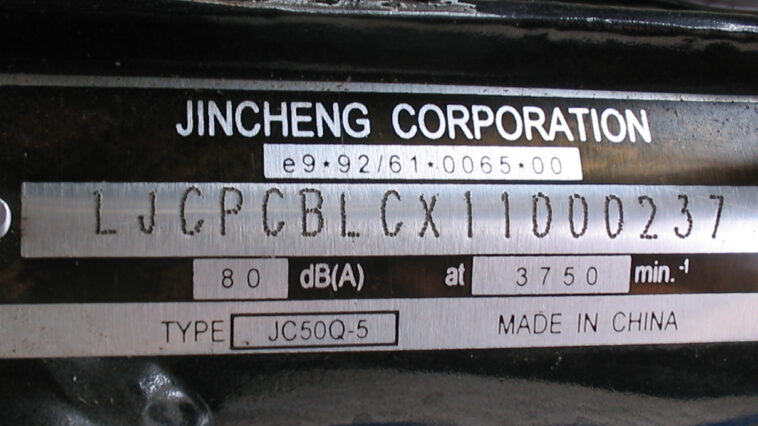 JINCHENG CORPORATION
e9*92/61*0065*00
LJCPCBLCX11000237
80 dB(A) at 3750 min.-1
TYPE JC50Q-5 MADE IN CHINA